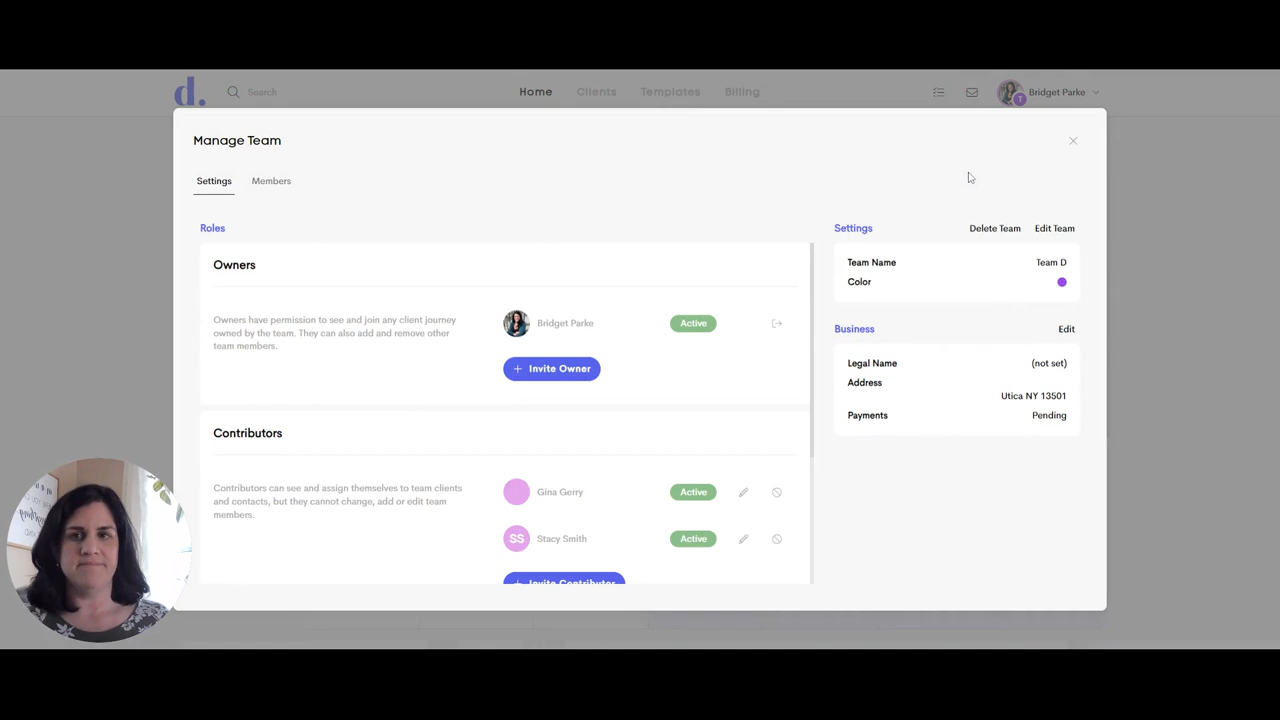 d.
Search
Home
Clients
Templates
Billing
T
Bridget Parke
Manage Team
Settings
Members
Roles
Owners
Owners have permission to see and join any client journey
owned by the team. They can also add and remove other
team members.
Bridget Parke
Active
+ Invite Owner
Contributors
Contributors can see and assign themselves to team clients
and contacts, but they cannot change, add or edit team
members.
Gina Gerry
Active
SS
Stacy Smith
Active
+ Invite Contributor
Settings
Delete Team
Edit Team
Team Name
Team D
Color
Business
Edit
Legal Name
(not set)
Address
Utica NY 13501
Payments
Pending